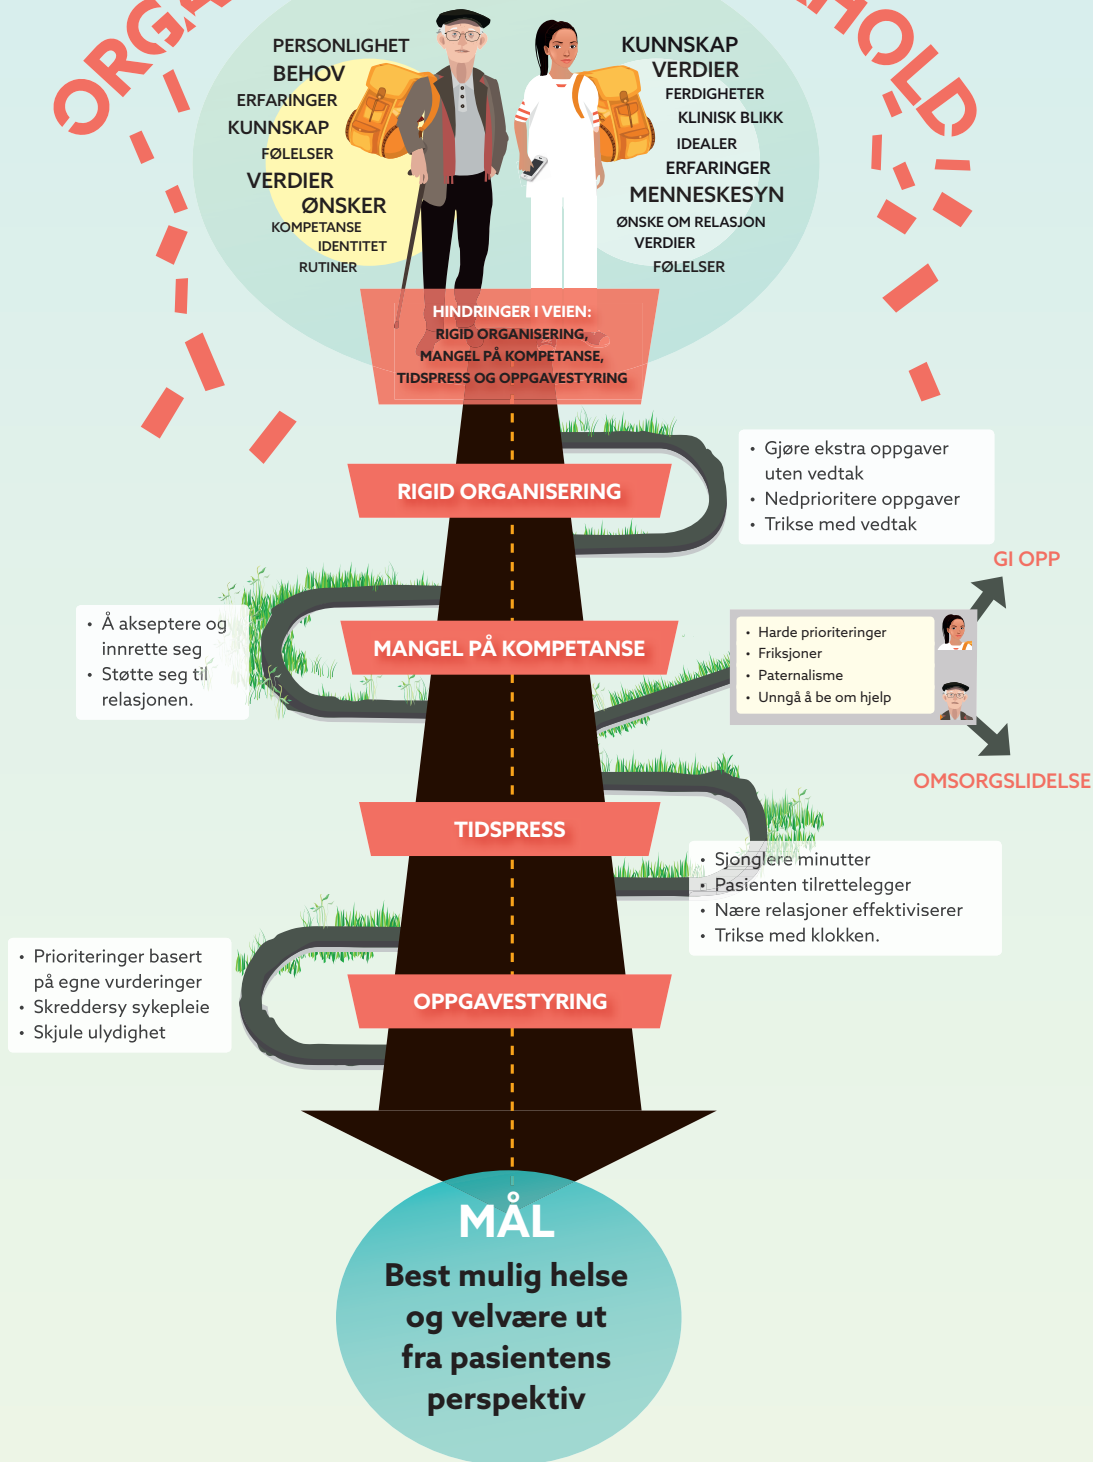 PERSONLIGHET
BEHOV
ERFARINGER
KUNNSKAP
FØLELSER
VERDIER
ØNSKER
KOMPETANSE
IDENTITET
RUTINER
KUNNSKAP
VERDIER
FERDIGHETER
KLINISK BLIKK
IDEALER
ERFARINGER
MENNESKESYN
ØNSKE OM RELASJON
VERDIER
FØLELSER
HINDRINGER I VEIEN:
RIGID ORGANISERING,
MANGEL PÅ KOMPETANSE,
TIDSPRESS OG OPPGAVESTYRING
RIGID ORGANISERING
• Gjøre ekstra oppgaver
uten vedtak
• Nedprioritere oppgaver
• Trikse med vedtak
GI OPP
• Å akseptere og
innrette seg
• Støtte seg til
relasjonen.
MANGEL PÅ KOMPETANSE
• Harde prioriteringer
• Friksjoner
• Paternalisme
• Unngå å be om hjelp
OMSORGSLIDELSE
TIDSPRESS
• Sjonglere minutter
• Pasienten tilrettelegger
• Nære relasjoner effektiviserer
• Trikse med klokken.
• Prioriteringer basert
på egne vurderinger
• Skreddersy sykepleie
• Skjule ulydighet
OPPGAVESTYRING
MÅL
Best mulig helse
og velvære ut
fra pasientens
perspektiv